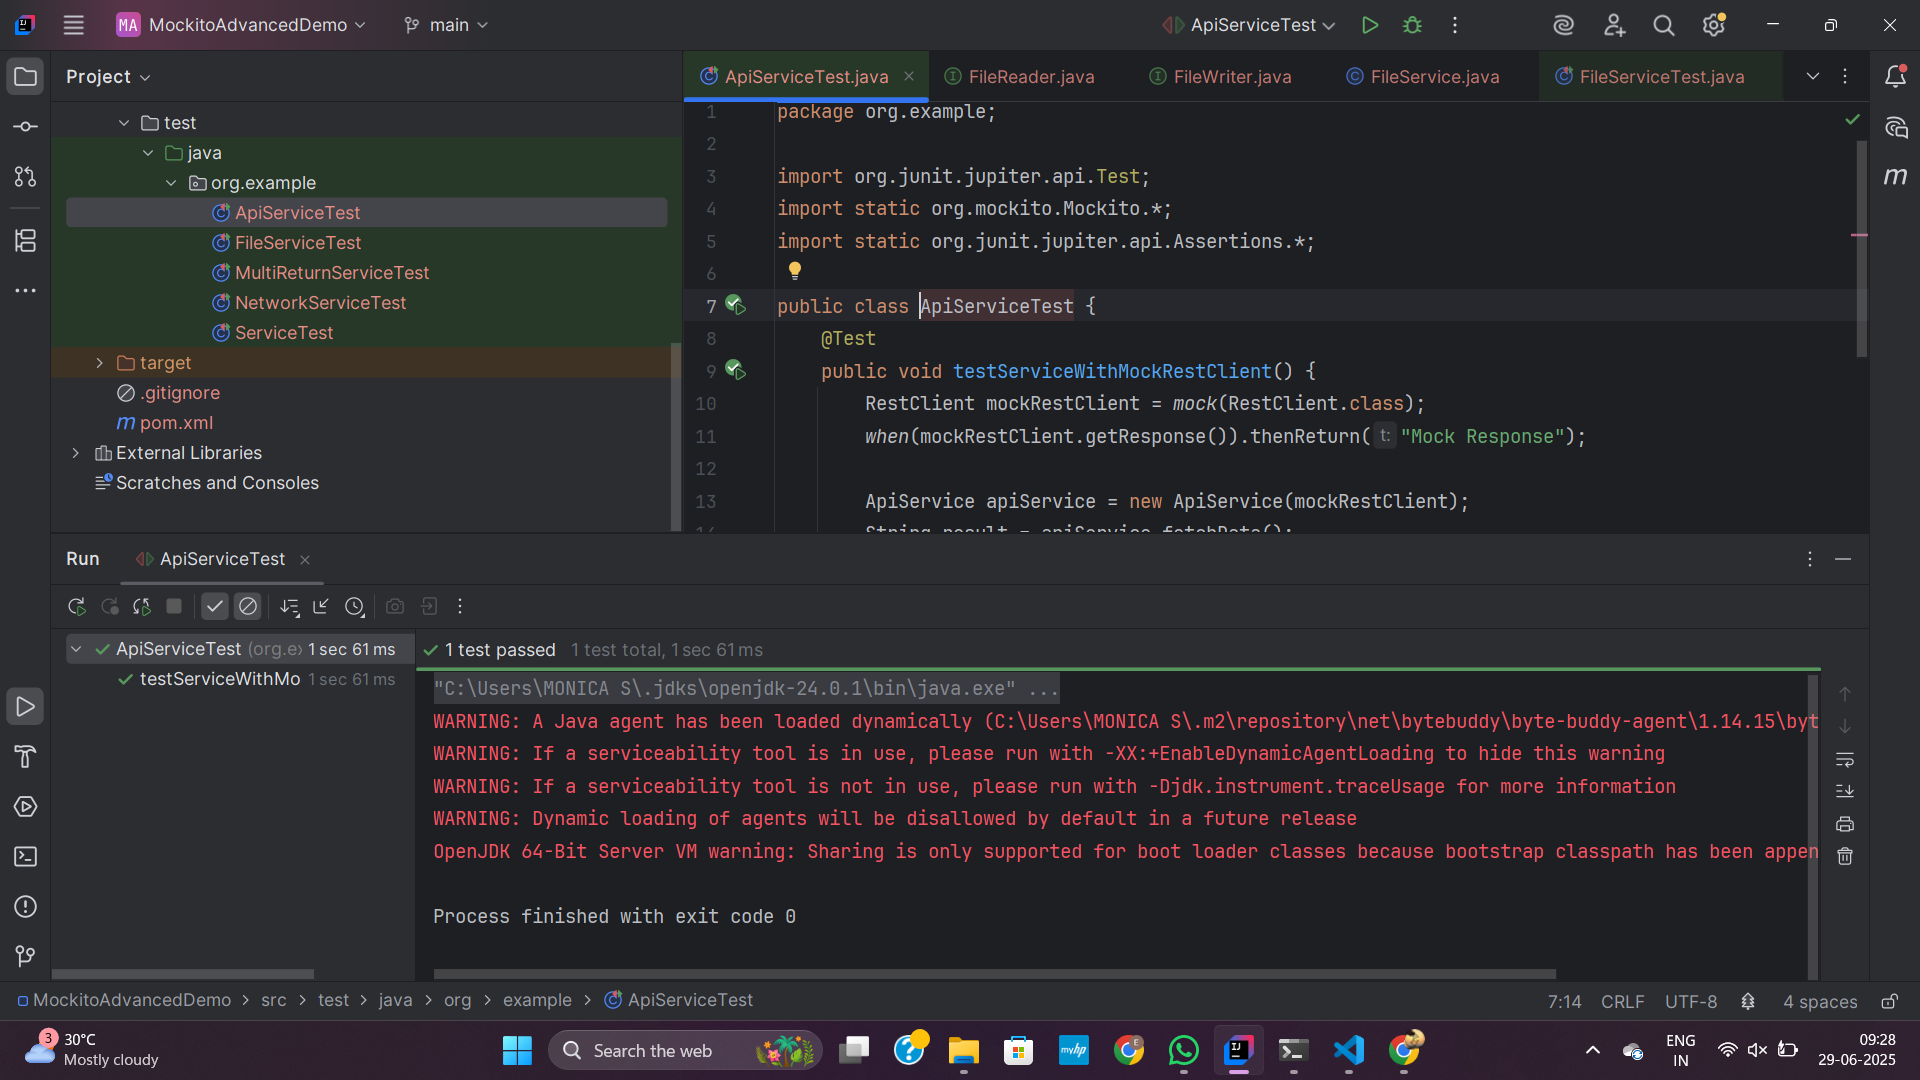 MA MockitoAdvancedDemo
main
ApiServiceTest
Project
ApiServiceTest.java
FileReader.java
FileWriter.java
FileService.java
FileServiceTest.java
test
java
org.example
ApiServiceTest
FileServiceTest
MultiReturnServiceTest
NetworkServiceTest
ServiceTest
target
.gitignore
pom.xml
External Libraries
Scratches and Consoles
1 package org.example;
2
3 import org.junit.jupiter.api.Test;
4 import static org.mockito.Mockito.*;
5 import static org.junit.jupiter.api.Assertions.*;
6
7 public class ApiServiceTest {
8 @Test
9 public void testServiceWithMockRestClient() {
10 RestClient mockRestClient = mock(RestClient.class);
11 when(mockRestClient.getResponse()).thenReturn( t: "Mock Response");
12
13 ApiService apiService = new ApiService(mockRestClient);
14 String result = apiService.fetchData();
Run
ApiServiceTest
ApiServiceTest (org.ex 1 sec 61 ms
testServiceWithMo 1 sec 61 ms
1 test passed 1 test total, 1 sec 61 ms
"C:\Users\MONICA S\.jdks\openjdk-24.0.1\bin\java.exe" ...
WARNING: A Java agent has been loaded dynamically (C:\Users\MONICA S\.m2\repository\net\bytebuddy\byte-buddy-agent\1.14.15\byt
WARNING: If a serviceability tool is in use, please run with -XX:+EnableDynamicAgentLoading to hide this warning
WARNING: If a serviceability tool is not in use, please run with -Djdk.instrument.traceUsage for more information
WARNING: Dynamic loading of agents will be disallowed by default in a future release
OpenJDK 64-Bit Server VM warning: Sharing is only supported for boot loader classes because bootstrap classpath has been appen
Process finished with exit code 0
MockitoAdvancedDemo > src > test > java > org > example > ApiServiceTest
7:14 CRLF UTF-8 4 spaces
3
30°C
Mostly cloudy
Search the web
myhp
ENG
IN
09:28
29-06-2025